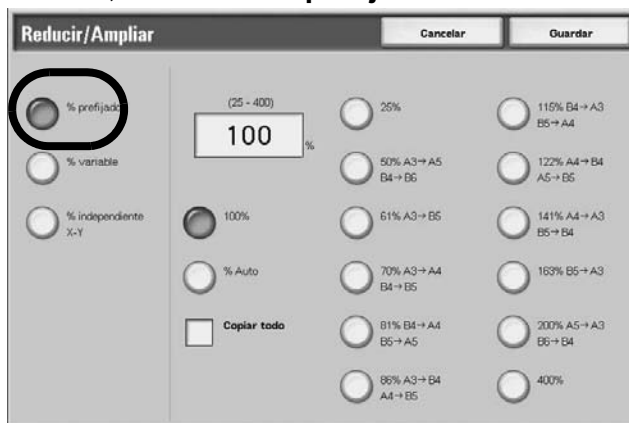 Reducir/Ampliar
Cancelar
Guardar
% prefijado
% variable
% independiente
X-Y
(25 - 400)
100
%
100%
% Auto
Copiar todo
25%
50% A3→A5
B4→B6
61% A3→B5
70% A3→A4
B4→B5
81% B4→A4
B5→A5
86% A3→B4
A4→B5
115% B4→A3
B5→A4
122% A4→B4
A5→B5
141% A4→A3
B5→B4
163% B5→A3
200% A5→A3
B6→B4
400%